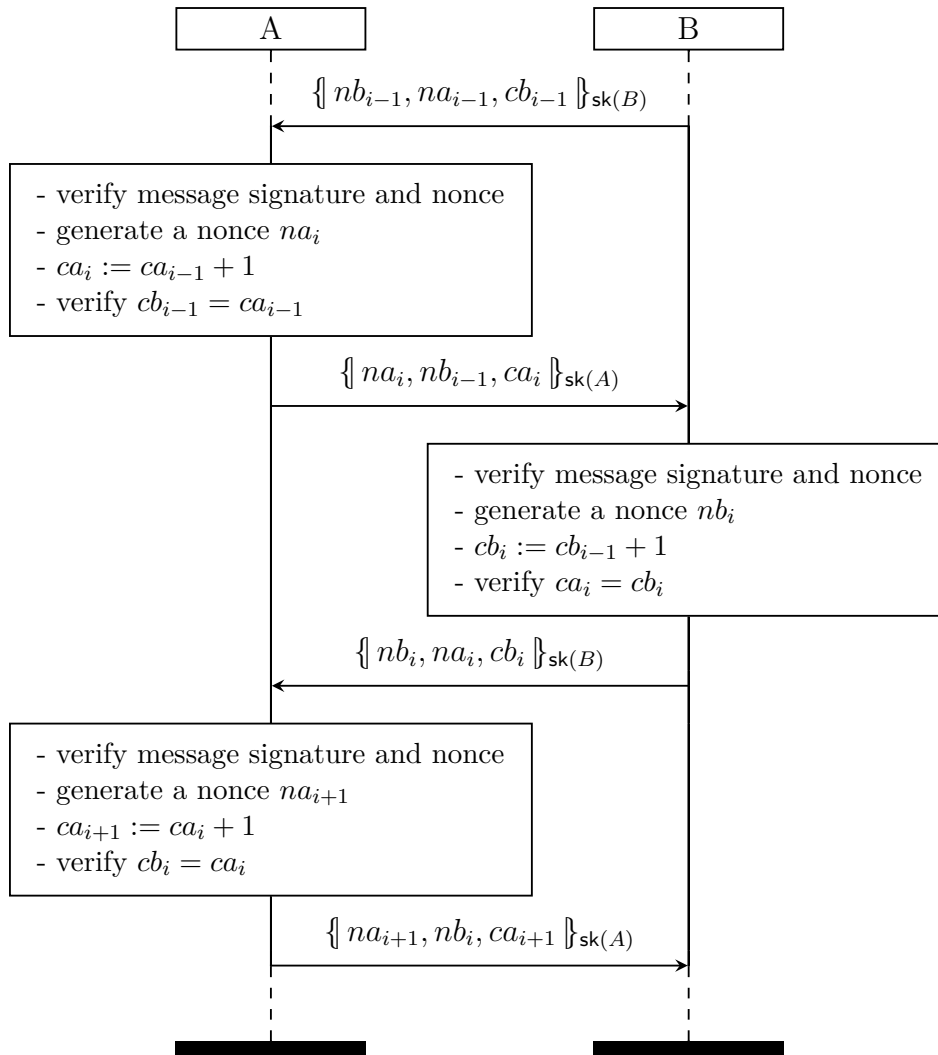 A
B
{| nb_{i−1}, na_{i−1}, cb_{i−1} |}_{sk(B)}
- verify message signature and nonce
- generate a nonce na_i
- ca_i := ca_{i−1} + 1
- verify cb_{i−1} = ca_{i−1}
{| na_i, nb_{i−1}, ca_i |}_{sk(A)}
- verify message signature and nonce
- generate a nonce nb_i
- cb_i := cb_{i−1} + 1
- verify ca_i = cb_i
{| nb_i, na_i, cb_i |}_{sk(B)}
- verify message signature and nonce
- generate a nonce na_{i+1}
- ca_{i+1} := ca_i + 1
- verify cb_i = ca_i
{| na_{i+1}, nb_i, ca_{i+1} |}_{sk(A)}